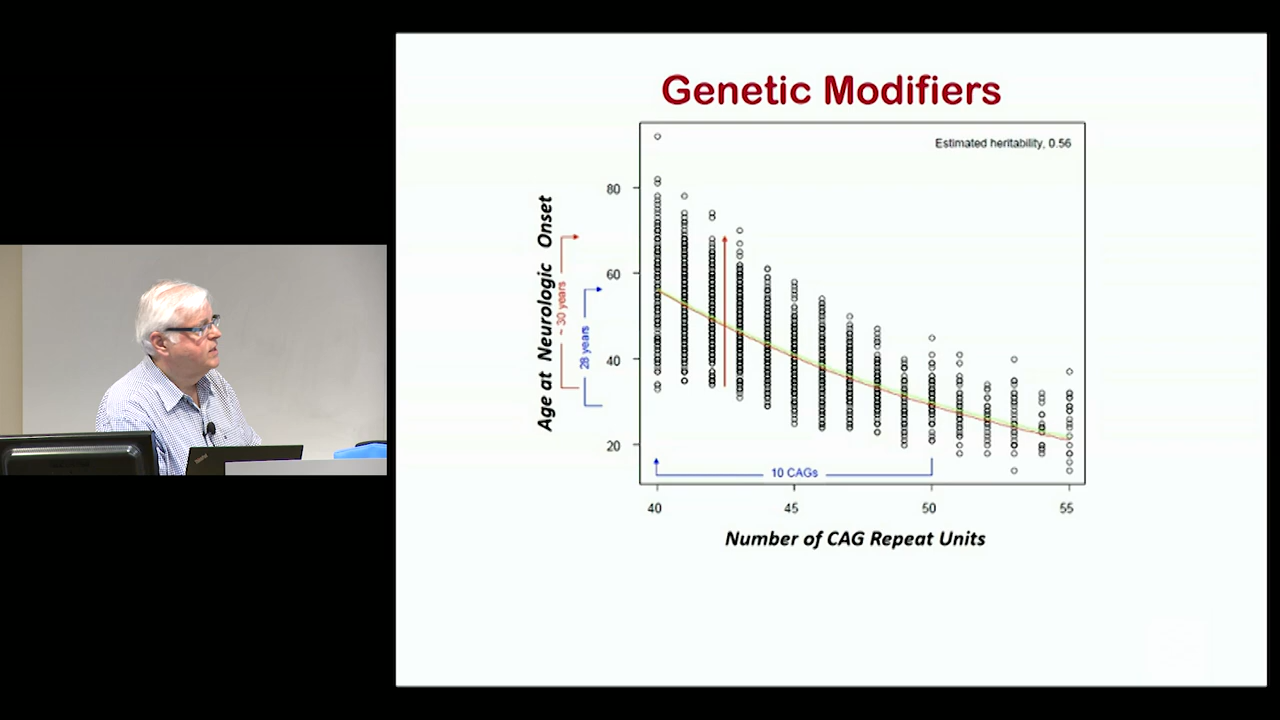 Genetic Modifiers
Estimated heritability, 0.56
Age at Neurologic Onset
~ 30 years
28 years
80
60
40
20
10 CAGs
40
45
50
55
Number of CAG Repeat Units